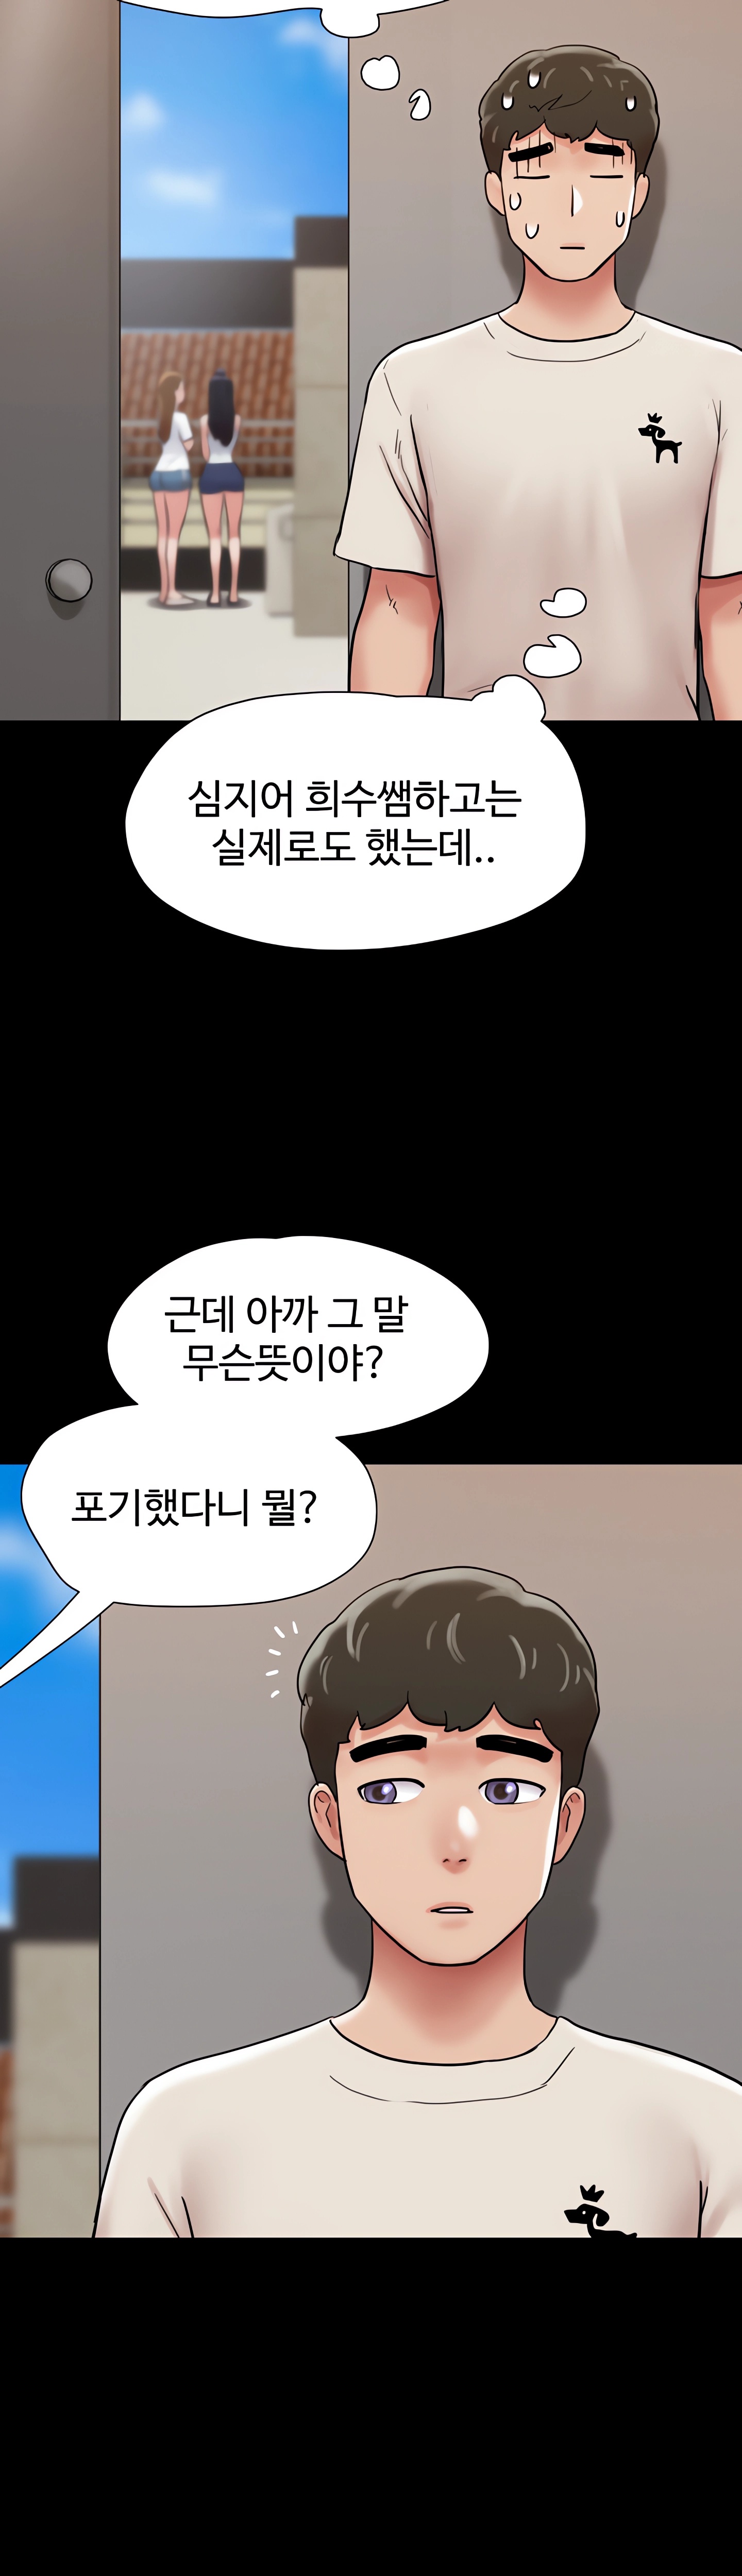 심지어 희수쌤하고는
실제로도 했는데..
근데 아까 그 말
무슨뜻이야?
포기했다니 뭘?